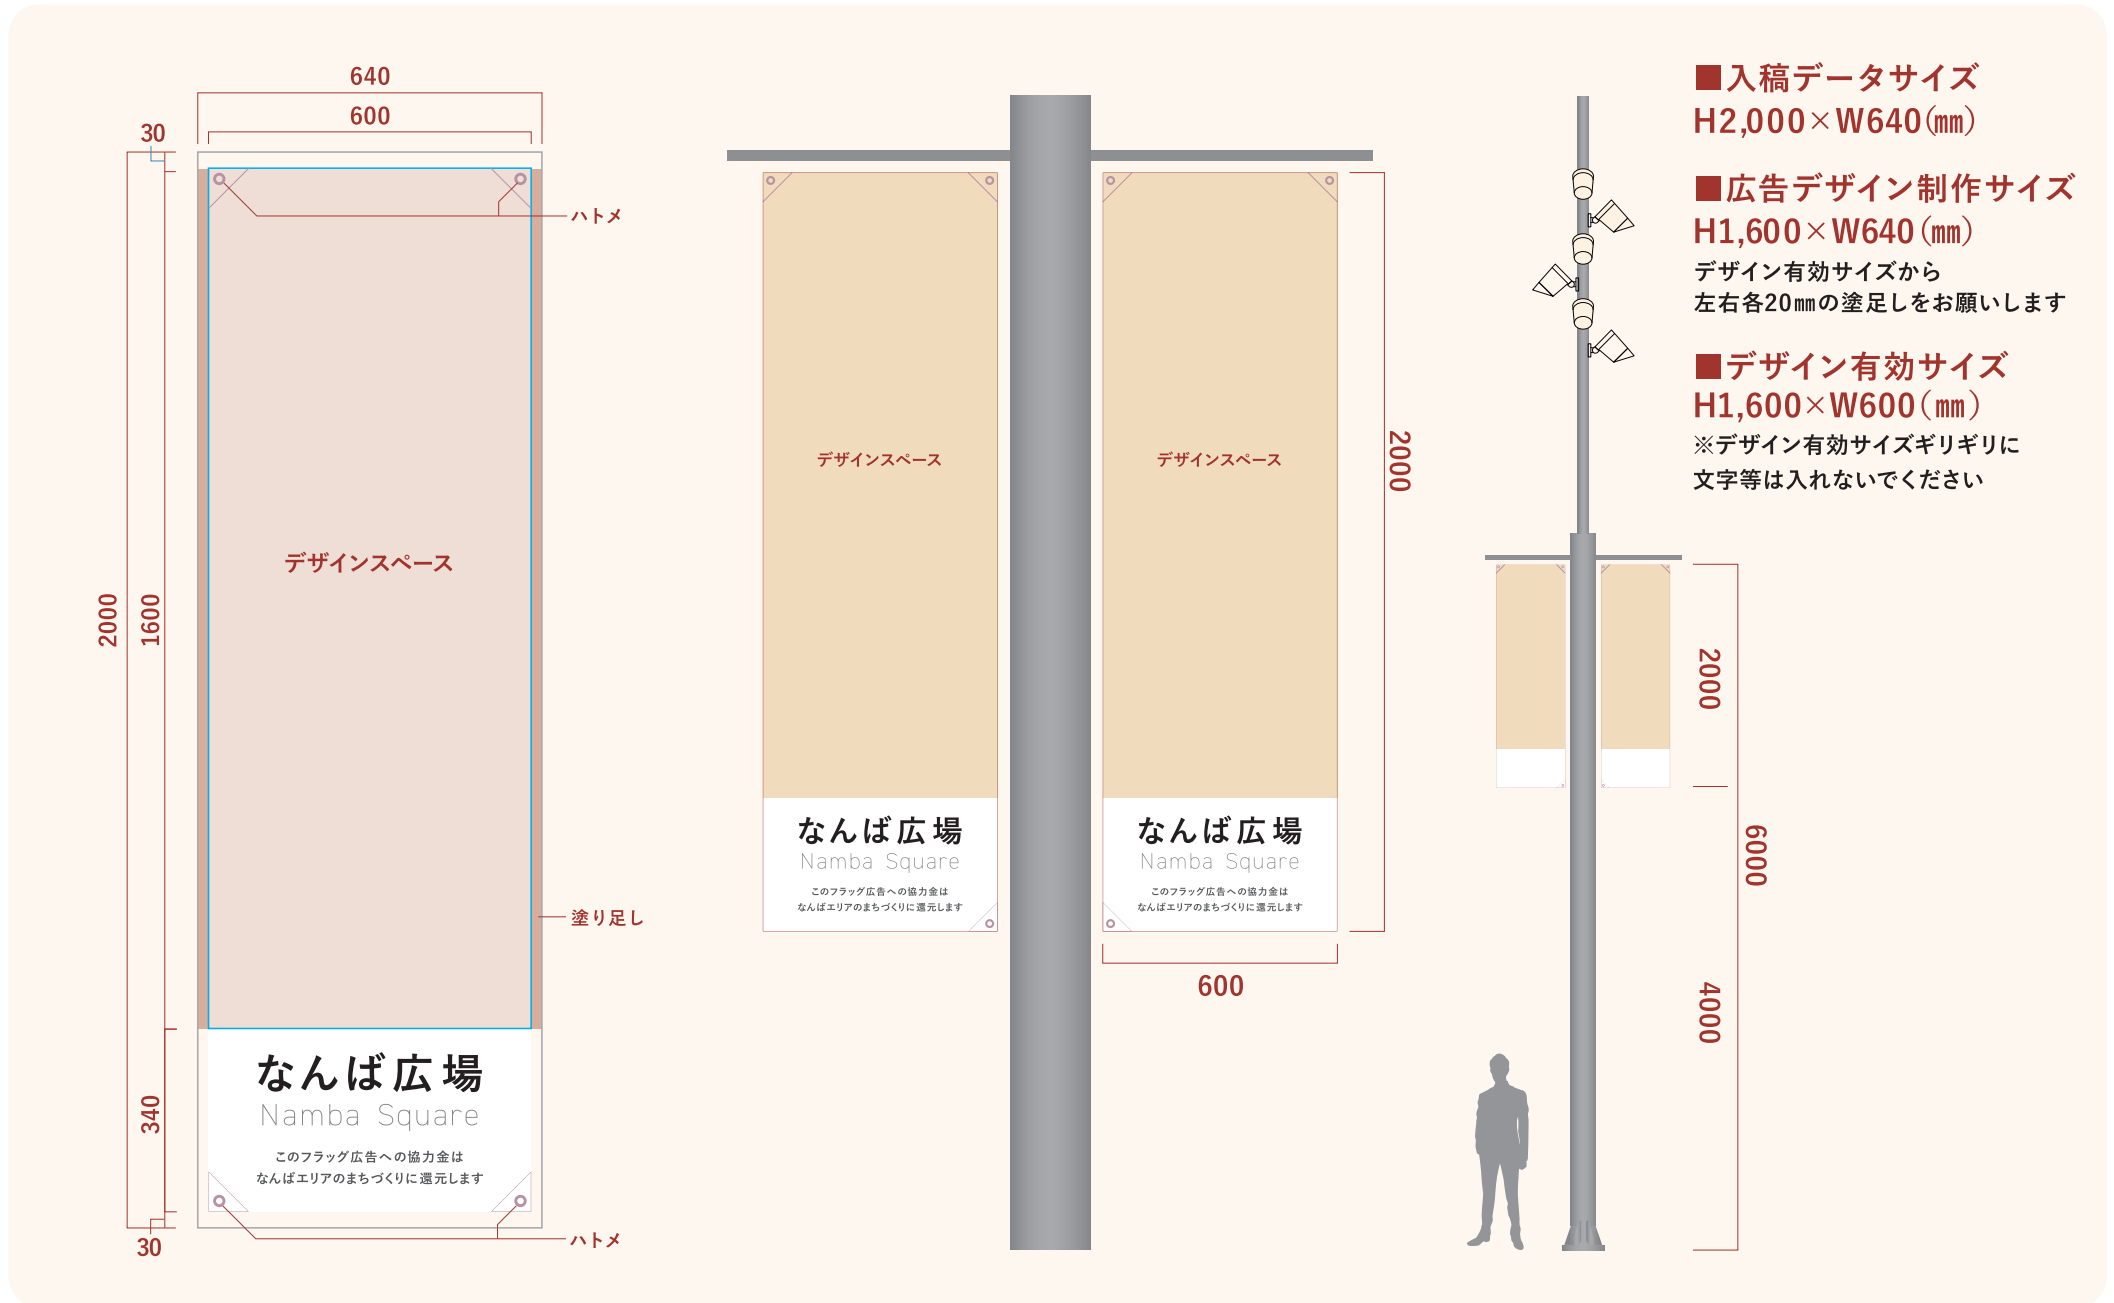 640
600
30
ハトメ
デザインスペース
2000
1600
塗り足し
340
なんば広場
Namba Square
このフラッグ広告への協力金は
なんばエリアのまちづくりに還元します
30
ハトメ
デザインスペース
なんば広場
Namba Square
このフラッグ広告への協力金は
なんばエリアのまちづくりに還元します
デザインスペース
なんば広場
Namba Square
このフラッグ広告への協力金は
なんばエリアのまちづくりに還元します
2000
600
■入稿データサイズ
H2,000×W640(㎜)
■広告デザイン制作サイズ
H1,600×W640(㎜)
デザイン有効サイズから
左右各20㎜の塗足しをお願いします
■デザイン有効サイズ
H1,600×W600(㎜)
※デザイン有効サイズギリギリに
文字等は入れないでください
2000
6000
4000